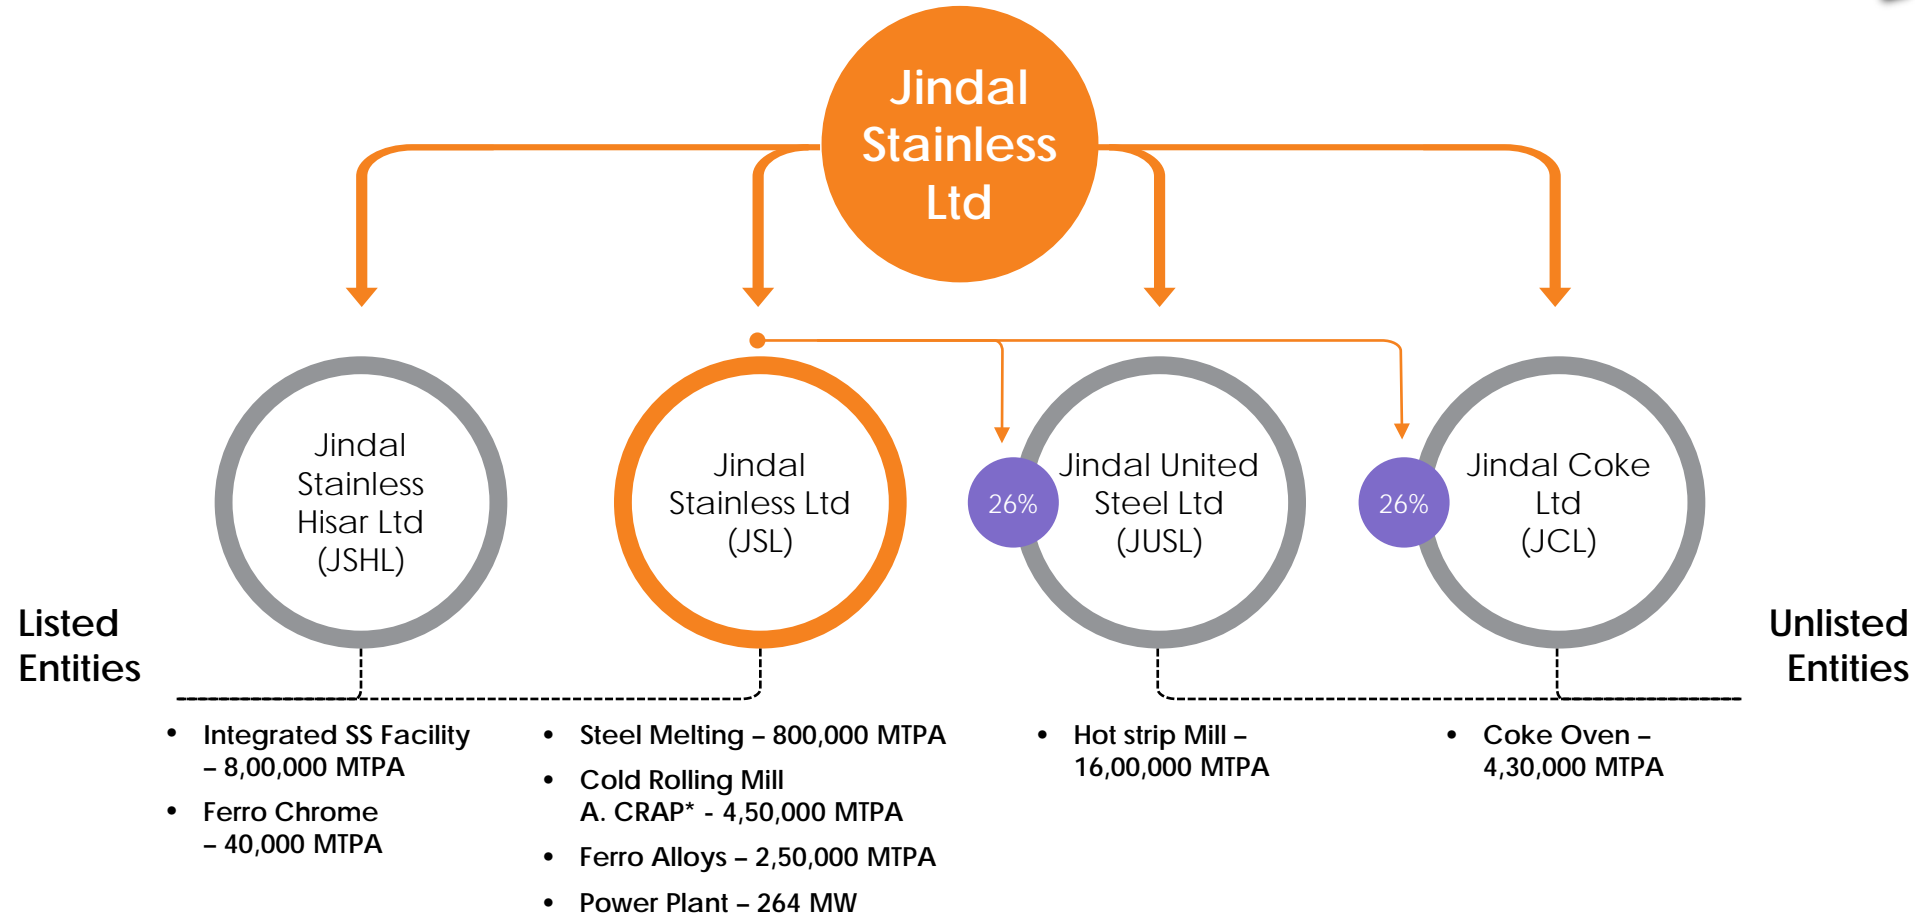 Jindal
Stainless
Ltd
Jindal
Stainless
Hisar Ltd
(JSHL)
Jindal
Stainless Ltd
(JSL)
26%
Jindal United
Steel Ltd
(JUSL)
26%
Jindal Coke
Ltd
(JCL)
Listed
Entities
Unlisted
Entities
• Integrated SS Facility
– 8,00,000 MTPA
• Ferro Chrome
– 40,000 MTPA
• Steel Melting – 800,000 MTPA
• Cold Rolling Mill
A. CRAP* - 4,50,000 MTPA
• Ferro Alloys – 2,50,000 MTPA
• Power Plant – 264 MW
• Hot strip Mill –
16,00,000 MTPA
• Coke Oven –
4,30,000 MTPA